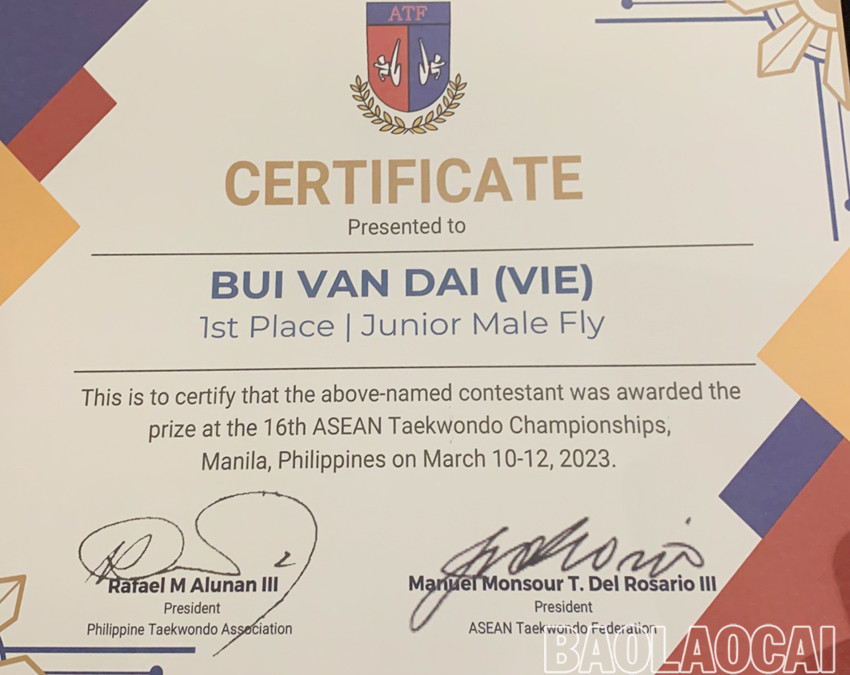 ATF
CERTIFICATE
Presented to
BUI VAN DAI (VIE)
1st Place | Junior Male Fly
This is to certify that the above-named contestant was awarded the
prize at the 16th ASEAN Taekwondo Championships,
Manila, Philippines on March 10-12, 2023.
Rafael M Alunan III
President
Philippine Taekwondo Association
Manuel Monsour T. Del Rosario III
President
ASEAN Taekwondo Federation
BAOLAOCAI